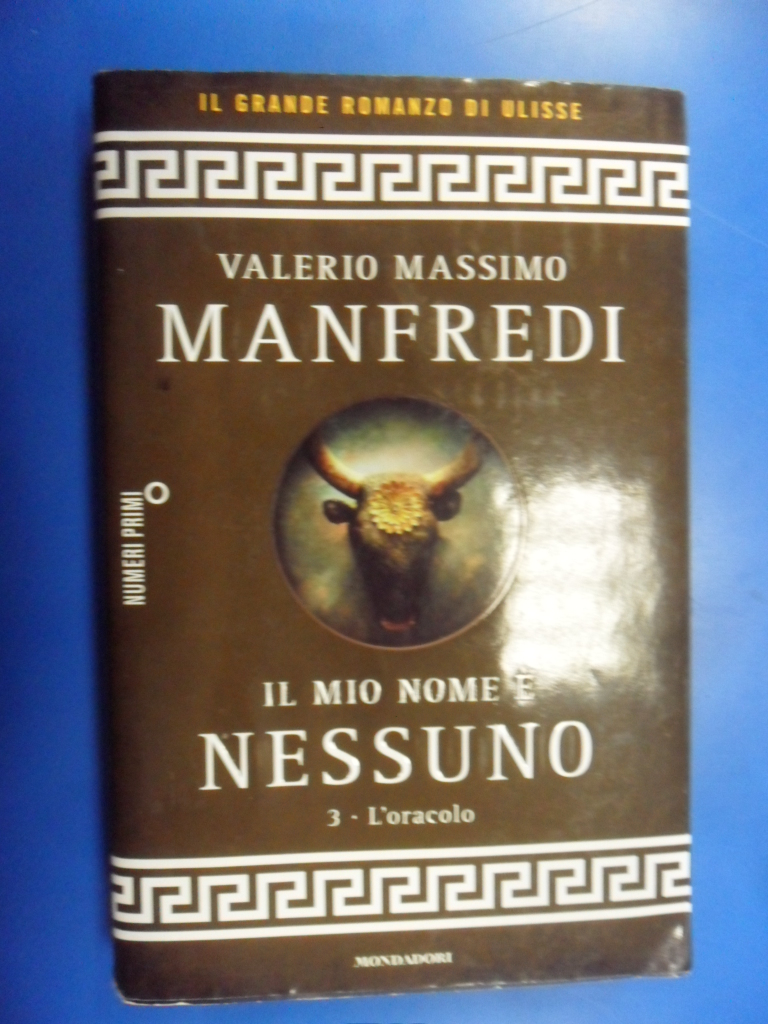 IL GRANDE ROMANZO DI ULISSE
VALERIO MASSIMO
MANFREDI
NUMERI PRIMI
IL MIO NOME È
NESSUNO
3 · L'oracolo
MONDADORI